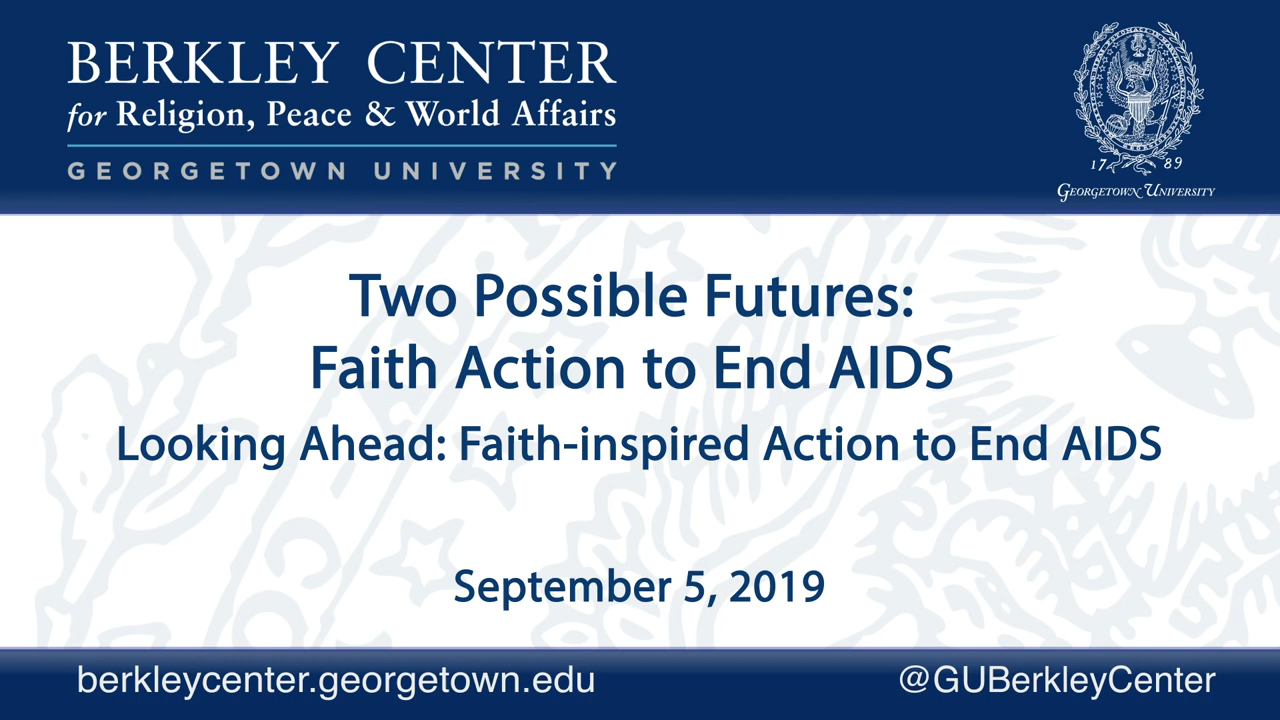 BERKLEY CENTER
for Religion, Peace & World Affairs
GEORGETOWN UNIVERSITY
17 89
GEORGETOWN UNIVERSITY
Two Possible Futures:
Faith Action to End AIDS
Looking Ahead: Faith-inspired Action to End AIDS
September 5, 2019
berkleycenter.georgetown.edu
@GUBerkleyCenter